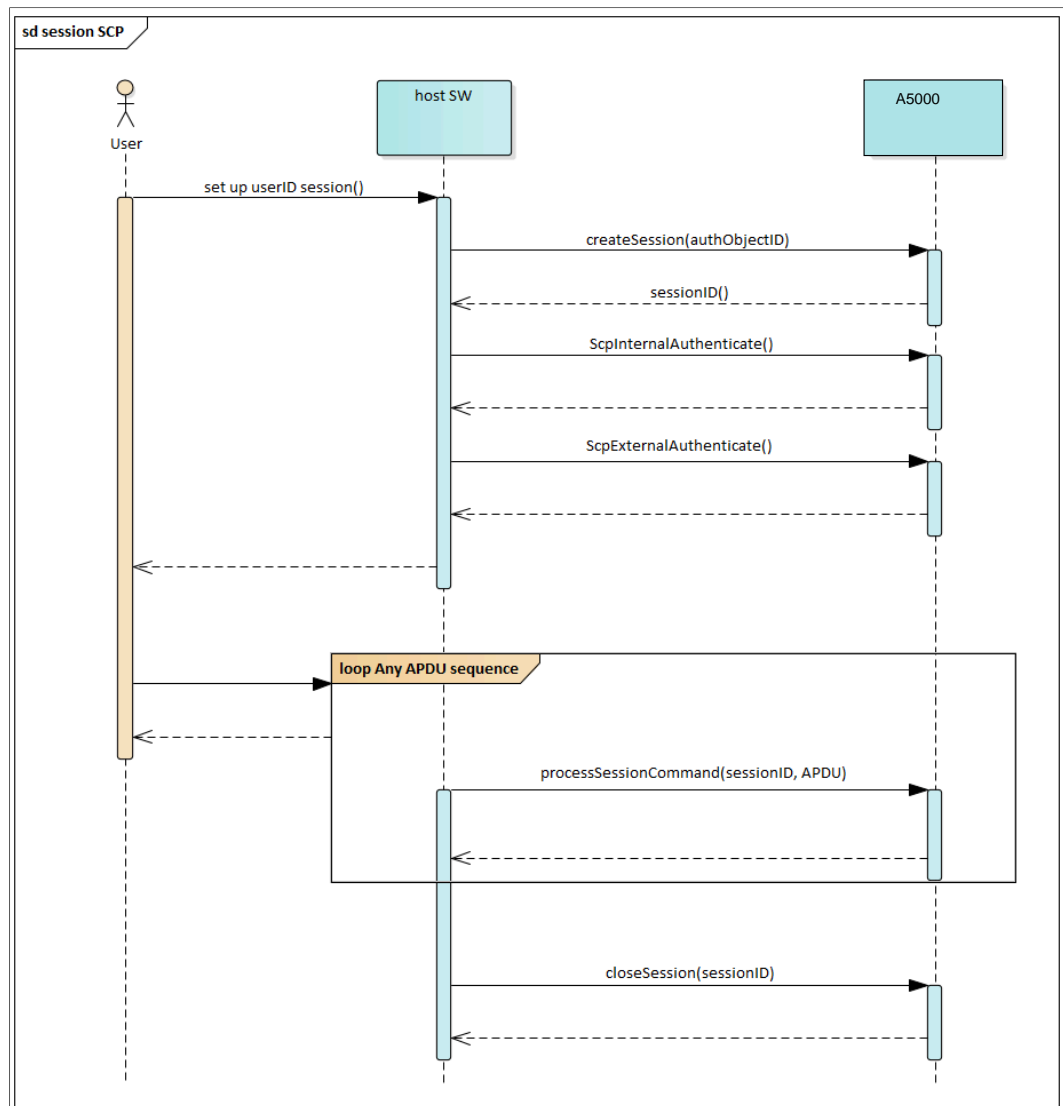 sd session SCP
host SW
A5000
User
set up userID session()
createSession(authObjectID)
sessionID()
ScpInternalAuthenticate()
ScpExternalAuthenticate()
loop Any APDU sequence
processSessionCommand(sessionID, APDU)
closeSession(sessionID)